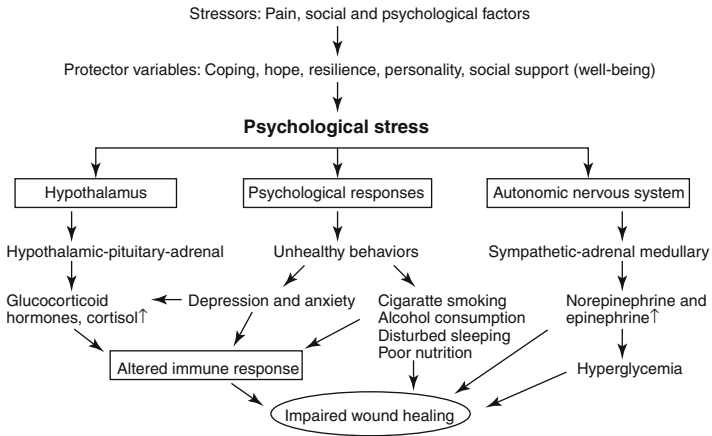 Stressors: Pain, social and psychological factors
Protector variables: Coping, hope, resilience, personality, social support (well-being)
Psychological stress
Hypothalamus
Psychological responses
Autonomic nervous system
Hypothalamic-pituitary-adrenal
Unhealthy behaviors
Sympathetic-adrenal medullary
Glucocorticoid
hormones, cortisol↑
Depression and anxiety
Cigaratte smoking
Alcohol consumption
Disturbed sleeping
Poor nutrition
Norepinephrine and
epinephrine↑
Altered immune response
Hyperglycemia
Impaired wound healing